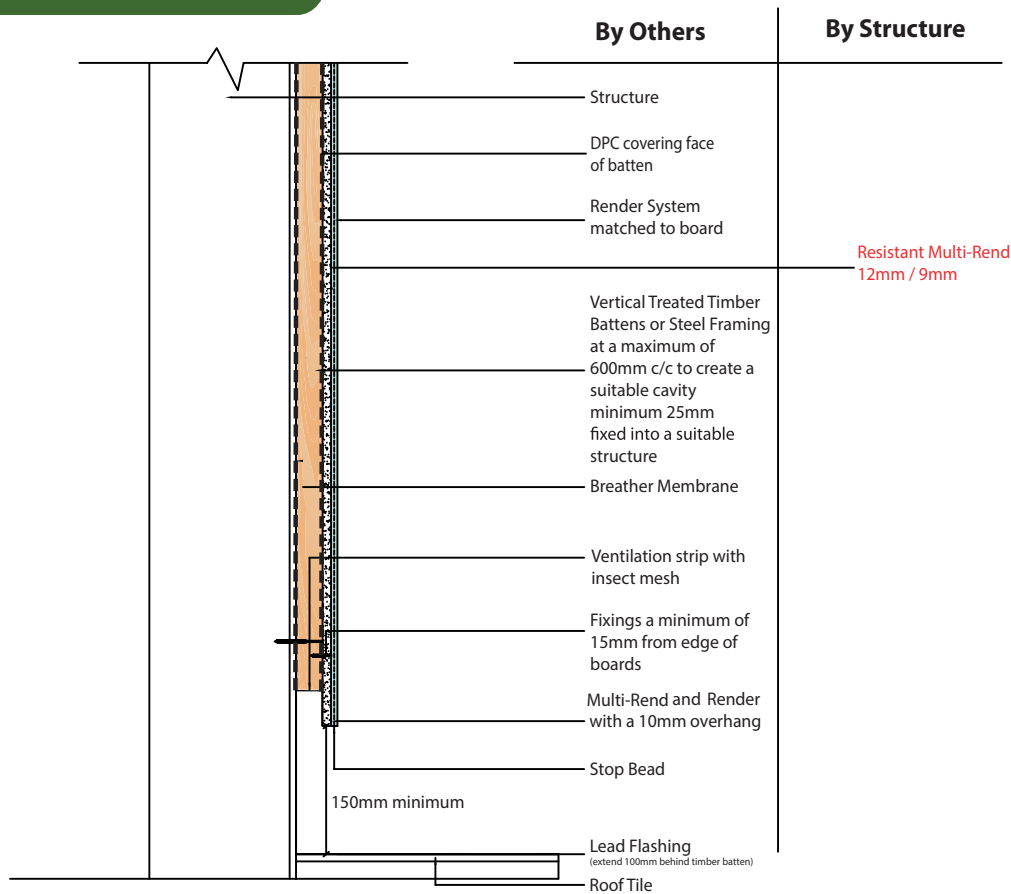 By Others
By Structure
Structure
DPC covering face
of batten
Render System
matched to board
Resistant Multi-Rend
12mm / 9mm
Vertical Treated Timber
Battens or Steel Framing
at a maximum of
600mm c/c to create a
suitable cavity
minimum 25mm
fixed into a suitable
structure
Breather Membrane
Ventilation strip with
insect mesh
Fixings a minimum of
15mm from edge of
boards
Multi-Rend and Render
with a 10mm overhang
Stop Bead
150mm minimum
Lead Flashing
(extend 100mm behind timber batten)
Roof Tile